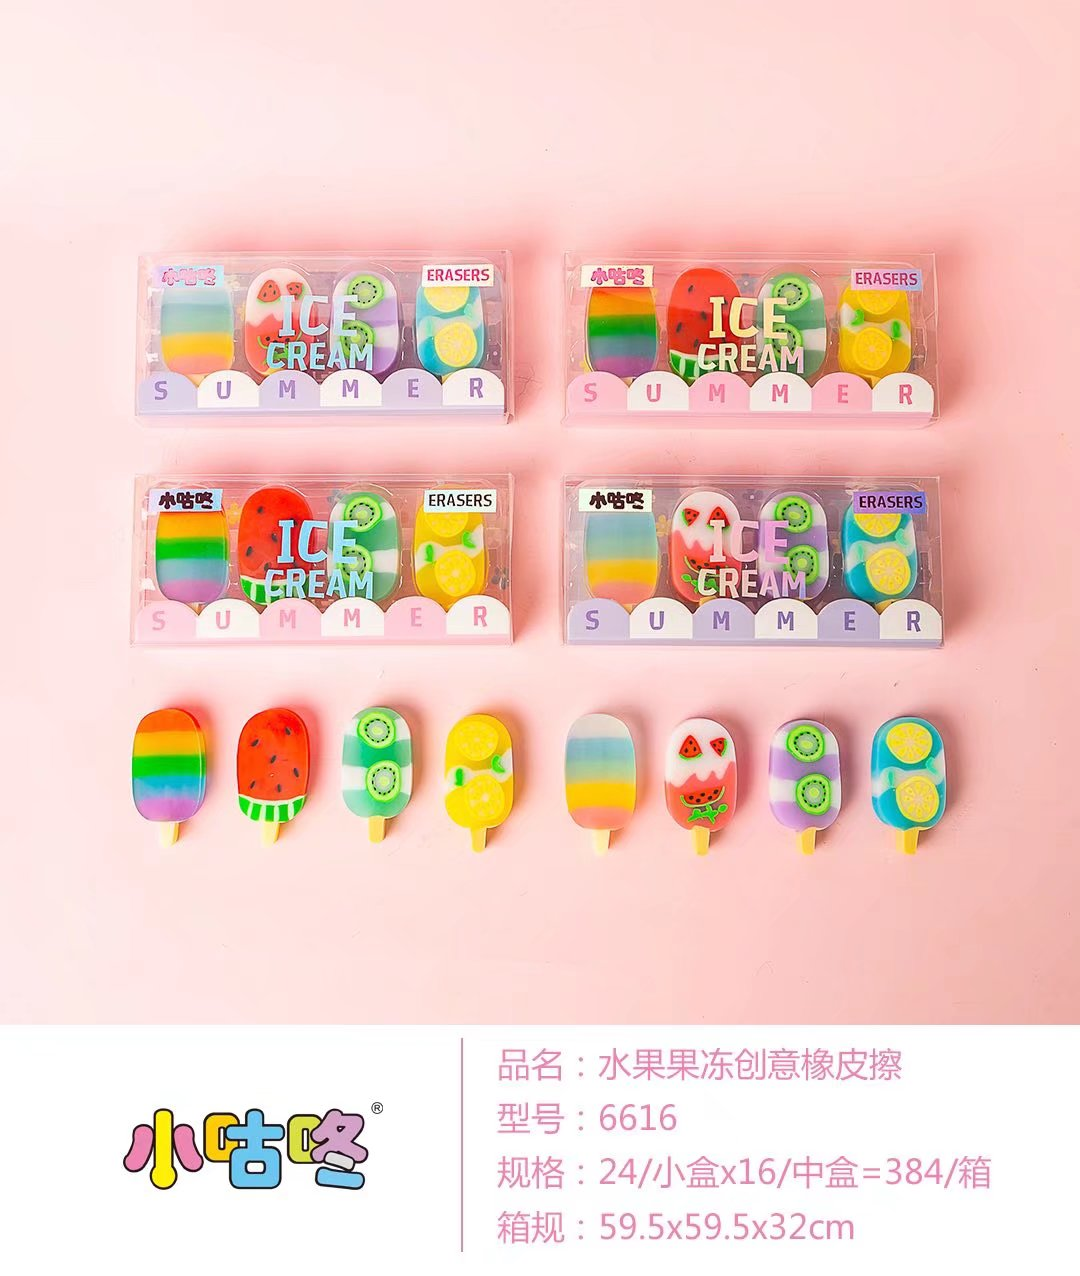 小咕咚
ERASERS
ICE
CREAM
SUMMER
小咕咚
ERASERS
ICE
CREAM
SUMMER
小咕咚
ERASERS
ICE
CREAM
SUMMER
小咕咚
ERASERS
ICE
CREAM
SUMMER
小咕咚®
品名：水果果冻创意橡皮擦
型号：6616
规格：24/小盒x16/中盒=384/箱
箱规：59.5x59.5x32cm